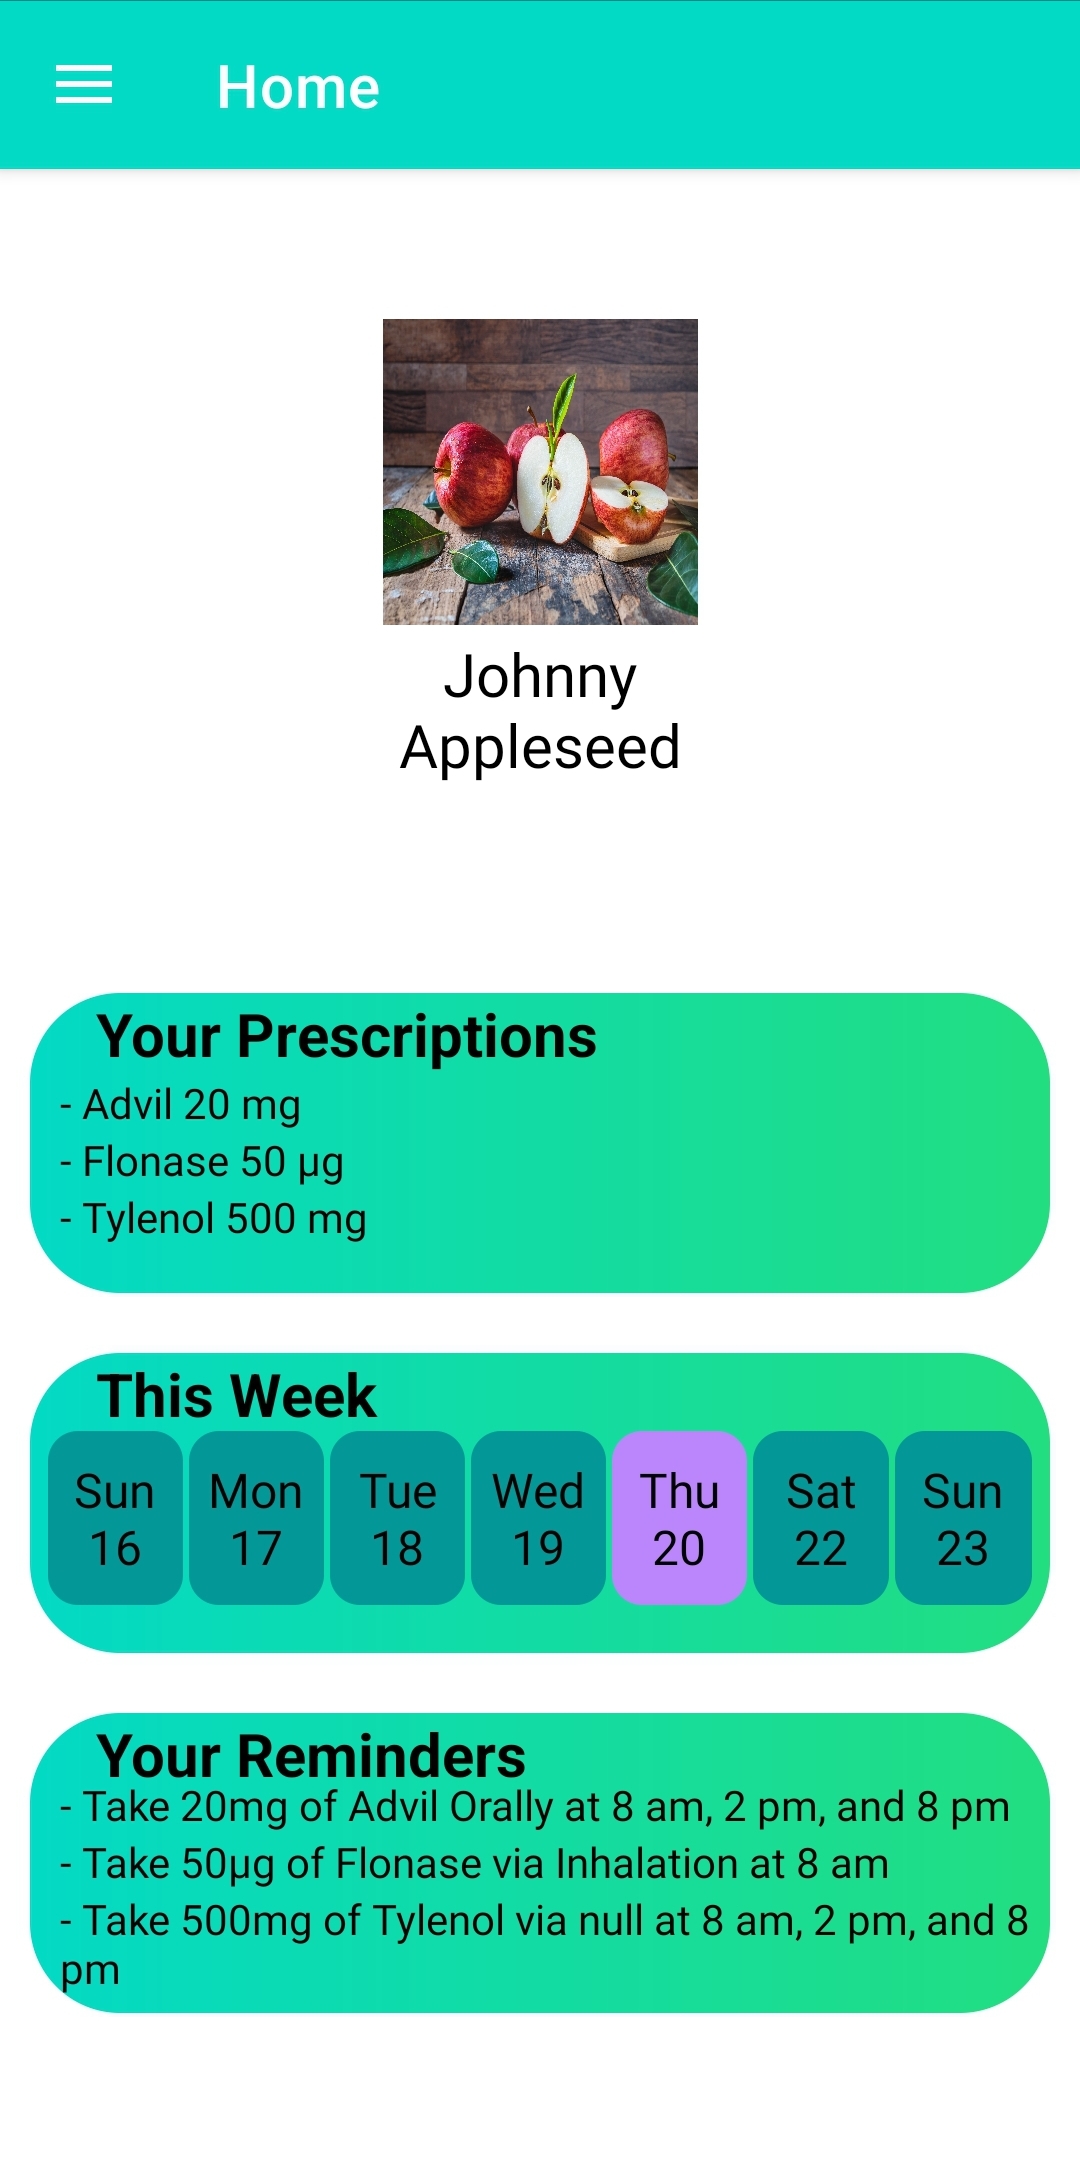 Home
Johnny
Appleseed
Your Prescriptions
- Advil 20 mg
- Flonase 50 µg
- Tylenol 500 mg
This Week
Sun Mon Tue Wed Thu Sat Sun
16 17 18 19 20 22 23
Your Reminders
- Take 20mg of Advil Orally at 8 am, 2 pm, and 8 pm
- Take 50µg of Flonase via Inhalation at 8 am
- Take 500mg of Tylenol via null at 8 am, 2 pm, and 8
pm